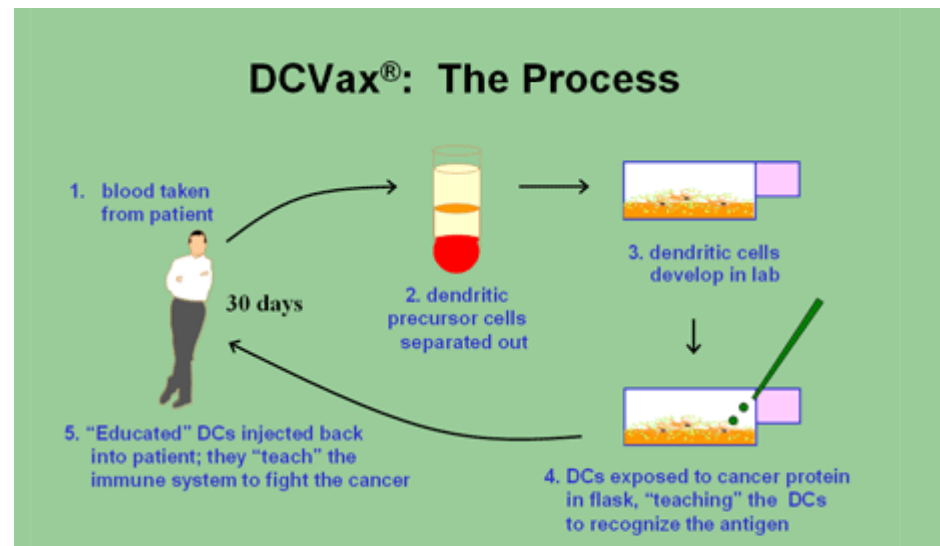 DCVax®: The Process
1. blood taken
from patient
30 days
2. dendritic
precursor cells
separated out
3. dendritic cells
develop in lab
4. DCs exposed to cancer protein
in flask, “teaching” the DCs
to recognize the antigen
5. “Educated” DCs injected back
into patient; they “teach” the
immune system to fight the cancer